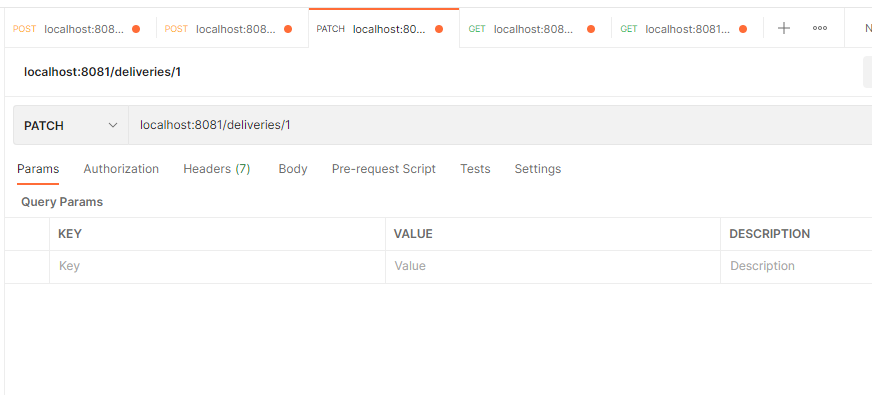 POST localhost:808... POST localhost:808... PATCH localhost:80... GET localhost:808... GET localhost:8081... N
localhost:8081/deliveries/1
PATCH localhost:8081/deliveries/1
Params Authorization Headers (7) Body Pre-request Script Tests Settings
Query Params
KEY VALUE DESCRIPTION
Key Value Description